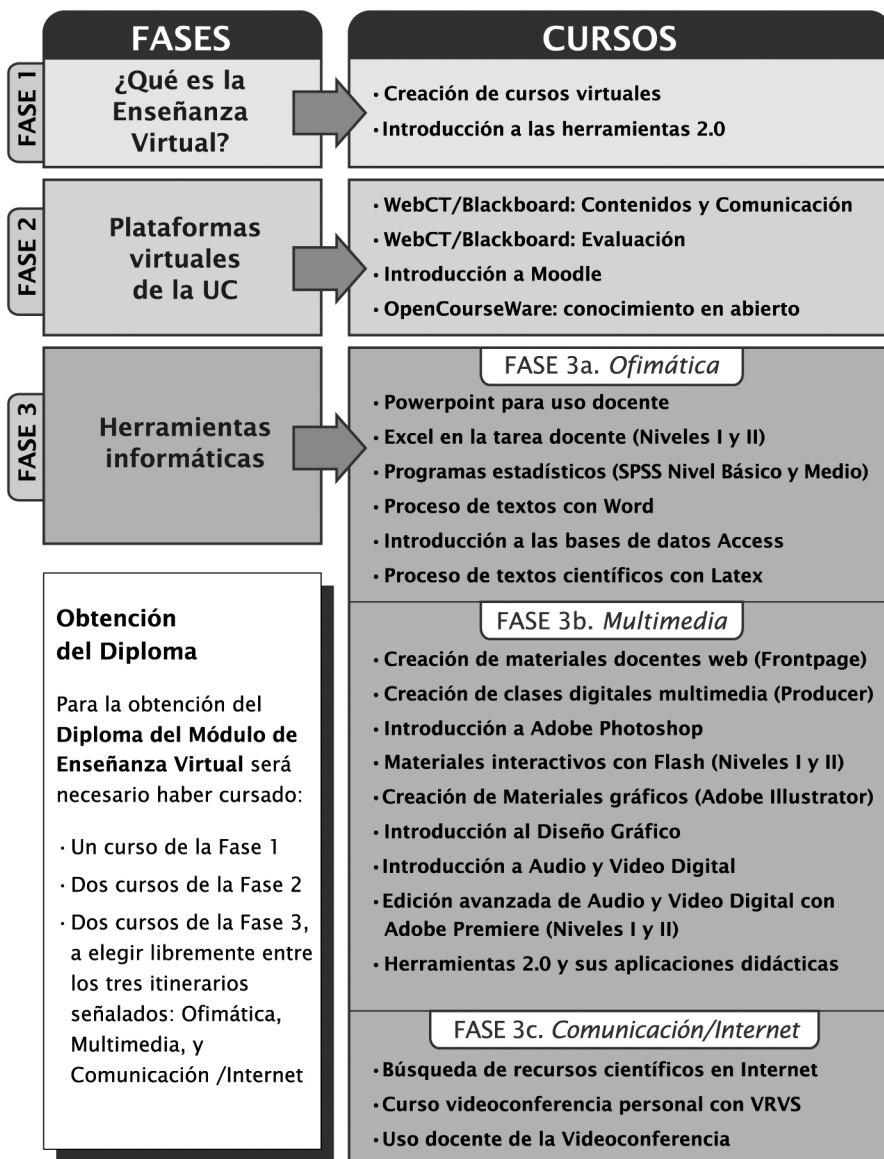 FASES
CURSOS
FASE 1
¿Qué es la
Enseñanza
Virtual?
· Creación de cursos virtuales
· Introducción a las herramientas 2.0
FASE 2
Plataformas
virtuales
de la UC
· WebCT/Blackboard: Contenidos y Comunicación
· WebCT/Blackboard: Evaluación
· Introducción a Moodle
· OpenCourseWare: conocimiento en abierto
FASE 3
Herramientas
informáticas
FASE 3a. Ofimática
· Powerpoint para uso docente
· Excel en la tarea docente (Niveles I y II)
· Programas estadísticos (SPSS Nivel Básico y Medio)
· Proceso de textos con Word
· Introducción a las bases de datos Access
· Proceso de textos científicos con Latex
FASE 3b. Multimedia
· Creación de materiales docentes web (Frontpage)
· Creación de clases digitales multimedia (Producer)
· Introducción a Adobe Photoshop
· Materiales interactivos con Flash (Niveles I y II)
· Creación de Materiales gráficos (Adobe Illustrator)
· Introducción al Diseño Gráfico
· Introducción a Audio y Video Digital
· Edición avanzada de Audio y Video Digital con
Adobe Premiere (Niveles I y II)
· Herramientas 2.0 y sus aplicaciones didácticas
FASE 3c. Comunicación/Internet
· Búsqueda de recursos científicos en Internet
· Curso videoconferencia personal con VRVS
· Uso docente de la Videoconferencia
Obtención
del Diploma
Para la obtención del
Diploma del Módulo de
Enseñanza Virtual será
necesario haber cursado:
· Un curso de la Fase 1
· Dos cursos de la Fase 2
· Dos cursos de la Fase 3,
a elegir libremente entre
los tres itinerarios
señalados: Ofimática,
Multimedia, y
Comunicación /Internet